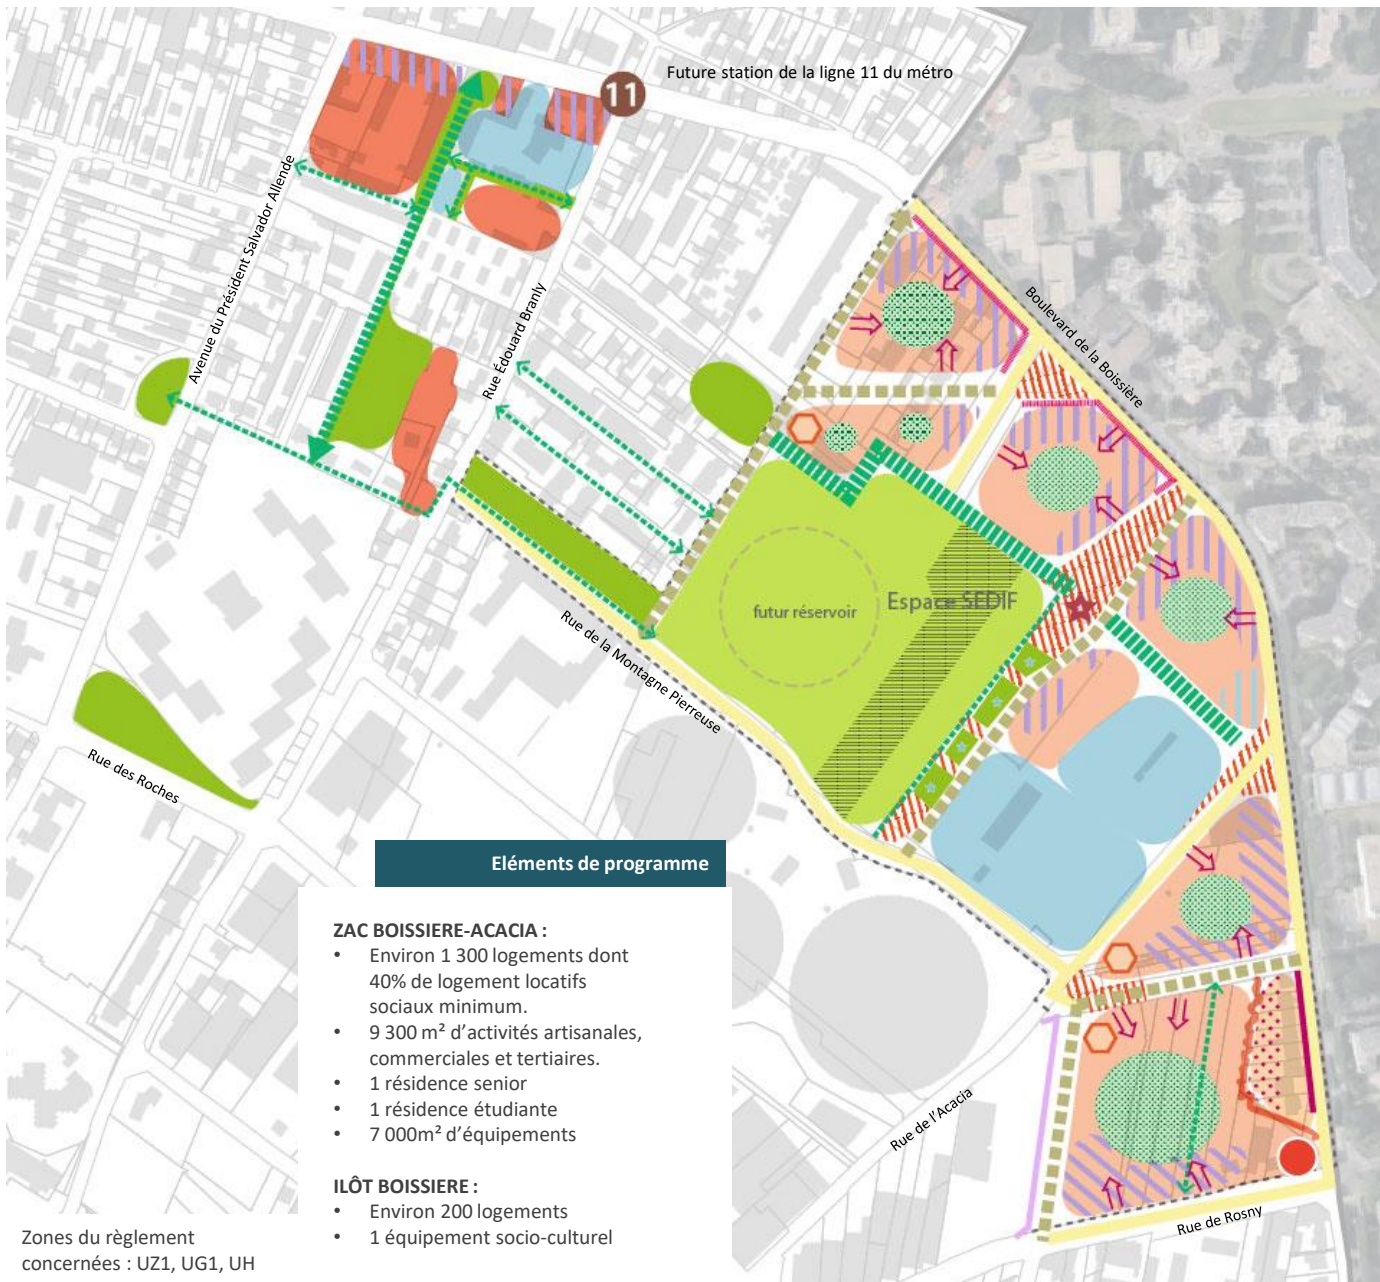 Future station de la ligne 11 du métro
11
Avenue du Président Salvador Allende
Rue Édouard Branly
Boulevard de la Boissière
futur réservoir
Espace SEDIF
Rue de la Montagne Pierreuse
Rue des Roches
Rue de l'Acacia
Rue de Rosny
Eléments de programme
ZAC BOISSIERE-ACACIA :
• Environ 1 300 logements dont
40% de logement locatifs
sociaux minimum.
• 9 300 m² d'activités artisanales,
commerciales et tertiaires.
• 1 résidence senior
• 1 résidence étudiante
• 7 000m² d'équipements
ILÔT BOISSIERE :
• Environ 200 logements
• 1 équipement socio-culturel
Zones du règlement
concernées : UZ1, UG1, UH